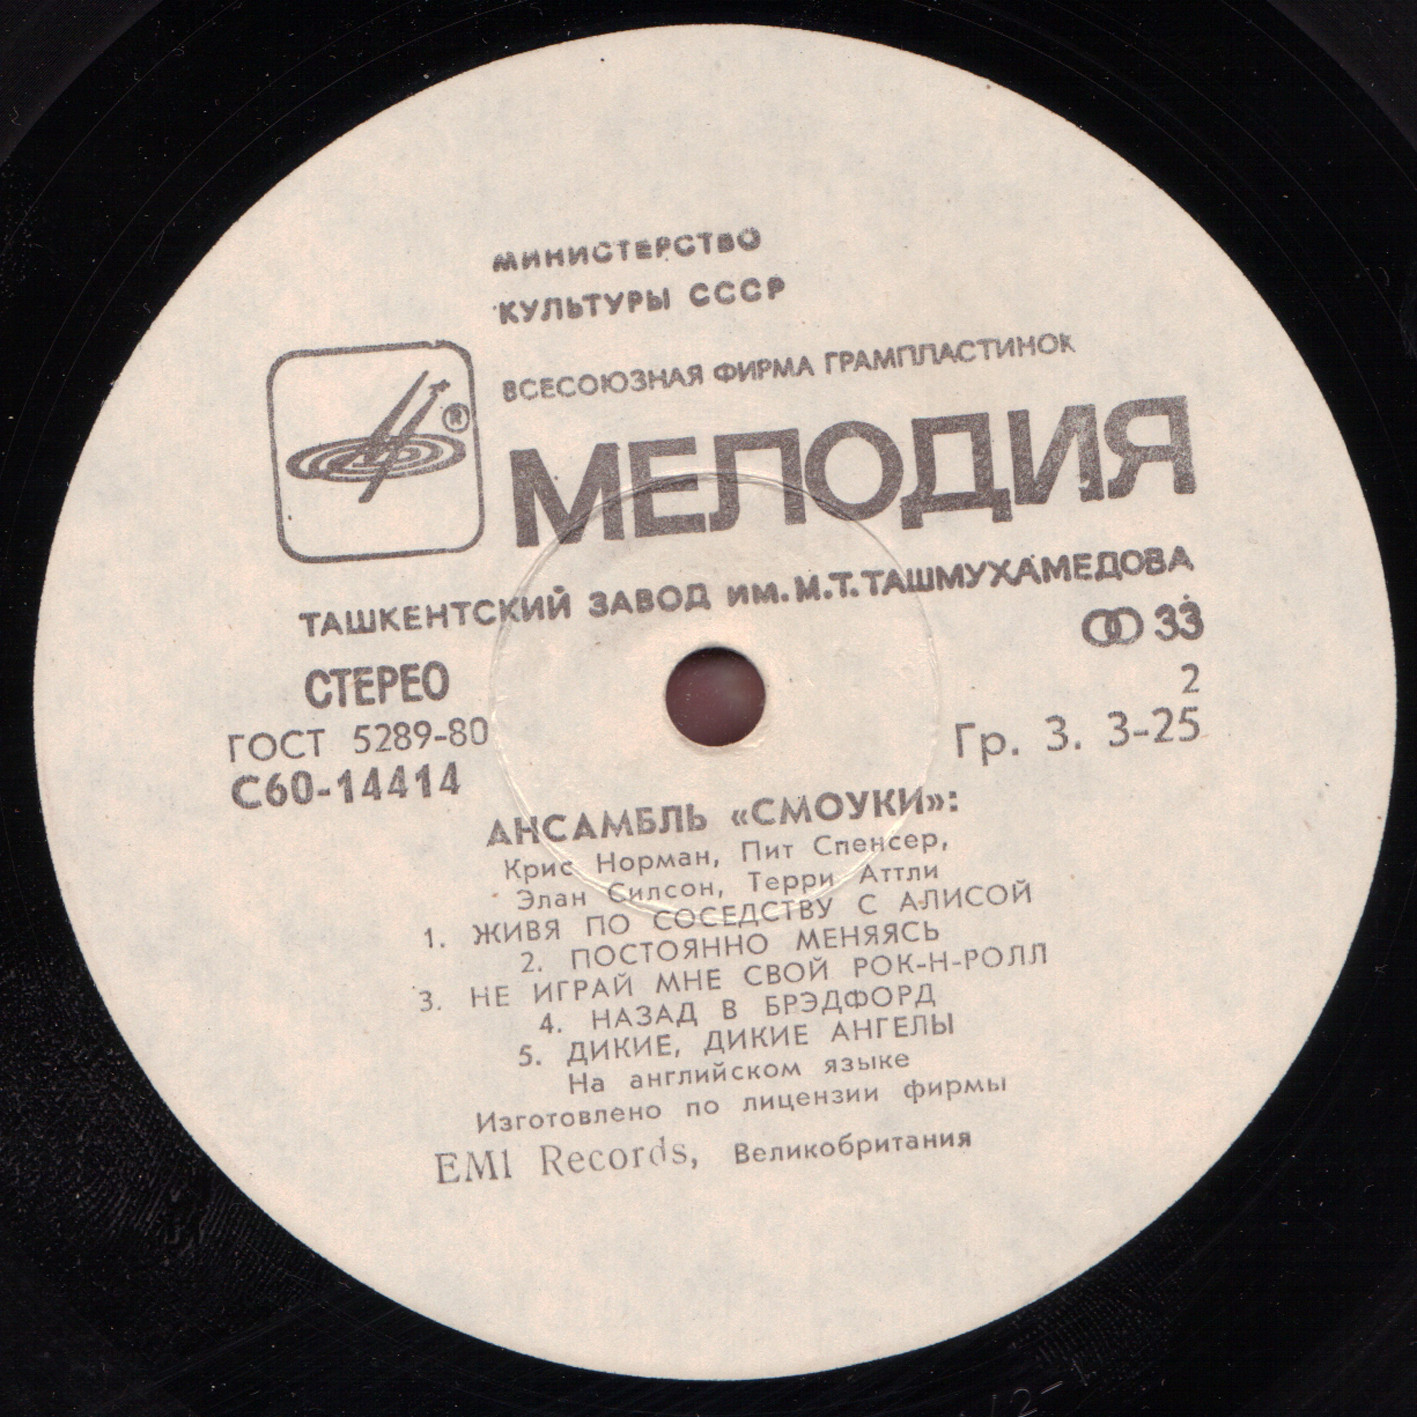 МИНИСТЕРСТВО
КУЛЬТУРЫ СССР
ВСЕСОЮЗНАЯ ФИРМА ГРАМПЛАСТИНОК
®
МЕЛОДИЯ
ТАШКЕНТСКИЙ ЗАВОД ИМ. М.Т. ТАШМУХАМЕДОВА
СТЕРЕО
33
2
ГОСТ 5289-80
Гр. 3. 3-25
С60-14414
АНСАМБЛЬ «СМОУКИ»:
Крис Норман, Пит Спенсер,
Элан Силсон, Терри Аттли
1. ЖИВЯ ПО СОСЕДСТВУ С АЛИСОЙ
2. ПОСТОЯННО МЕНЯЯСЬ
3. НЕ ИГРАЙ МНЕ СВОЙ РОК-Н-РОЛЛ
4. НАЗАД В БРЭДФОРД
5. ДИКИЕ, ДИКИЕ АНГЕЛЫ
На английском языке
Изготовлено по лицензии фирмы
EMI Records, Великобритания